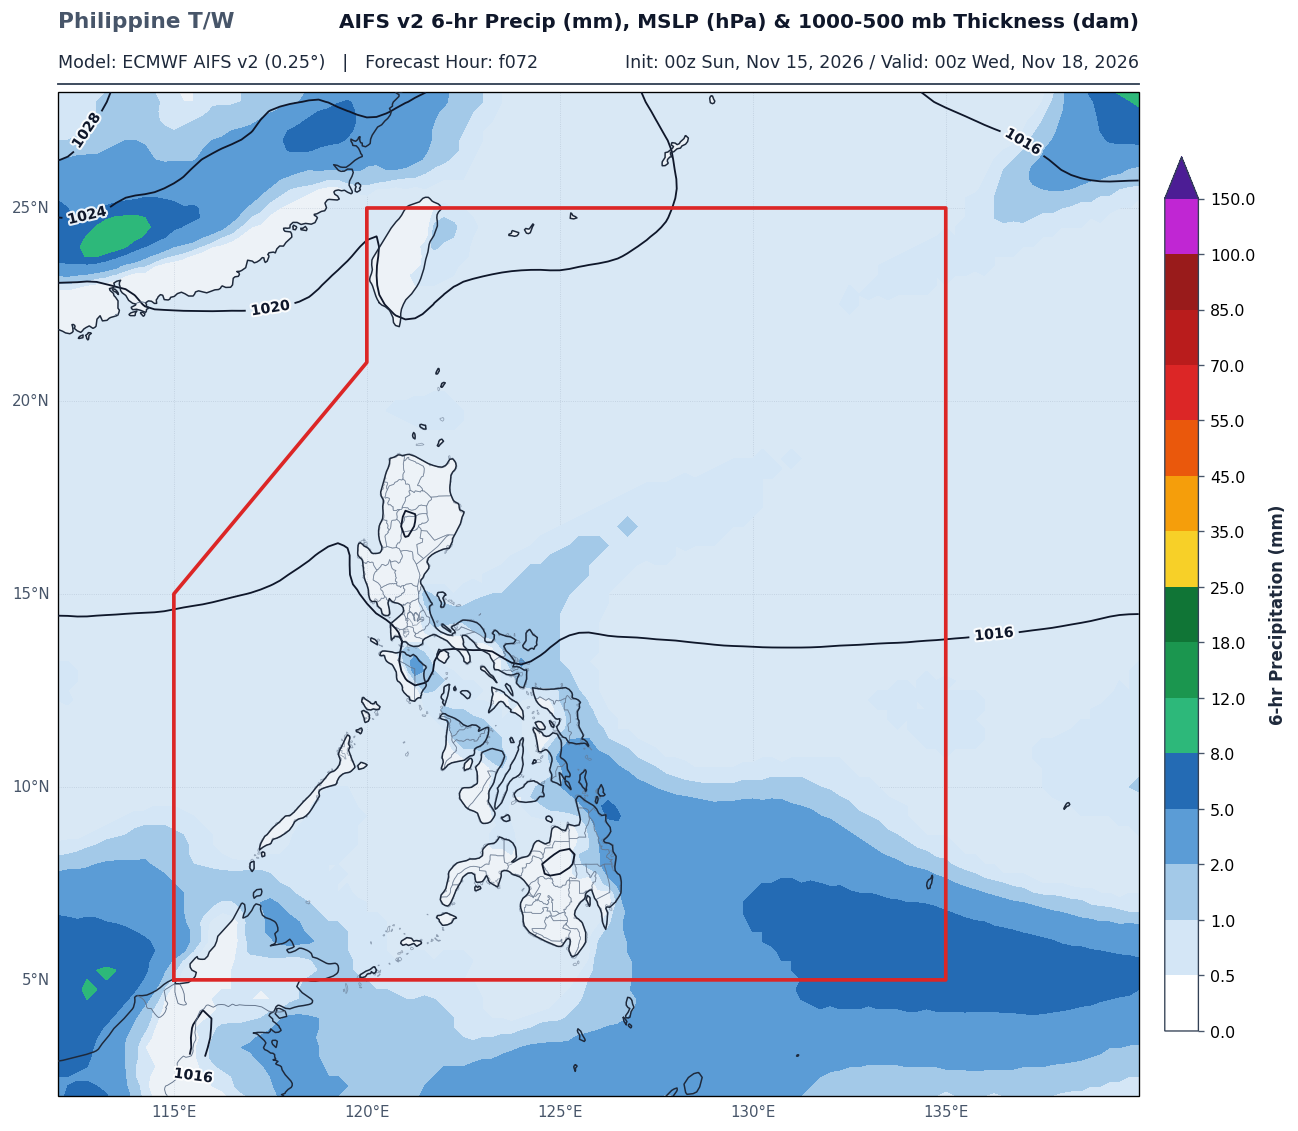 Philippine T/W
AIFS v2 6-hr Precip (mm), MSLP (hPa) & 1000-500 mb Thickness (dam)
Model: ECMWF AIFS v2 (0.25°) | Forecast Hour: f072
Init: 00z Sun, Nov 15, 2026 / Valid: 00z Wed, Nov 18, 2026
1028
1016
1024
1020
1016
1016
25°N
20°N
15°N
10°N
5°N
115°E
120°E
125°E
130°E
135°E
150.0
100.0
85.0
70.0
55.0
45.0
35.0
25.0
18.0
12.0
8.0
5.0
2.0
1.0
0.5
0.0
6-hr Precipitation (mm)